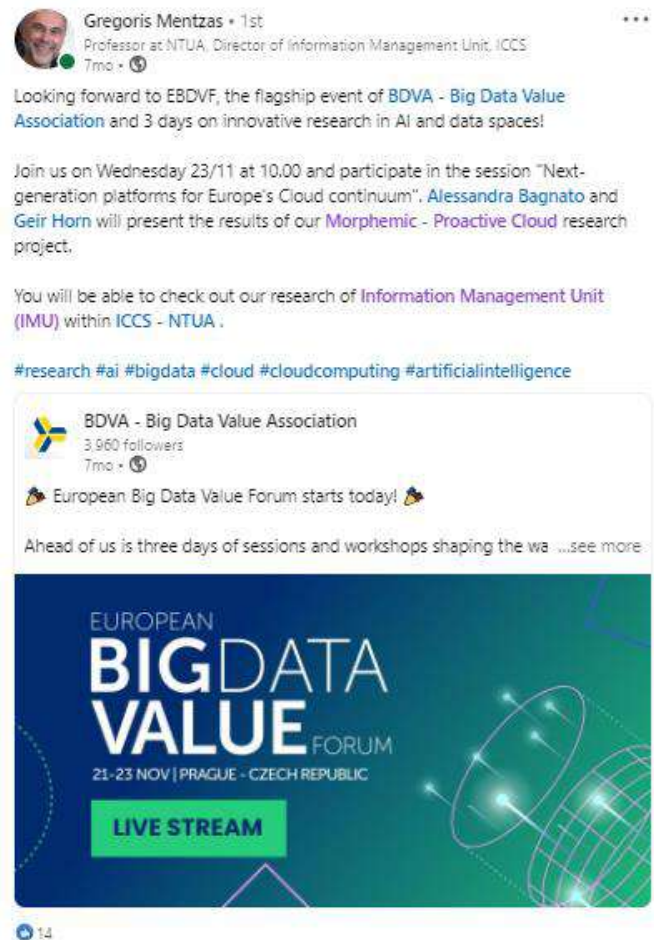 Gregoris Mentzas • 1st
Professor at NTUA, Director of Information Management Unit, ICCS
7mo •
Looking forward to EBDVF, the flagship event of BDVA - Big Data Value
Association and 3 days on innovative research in AI and data spaces!
Join us on Wednesday 23/11 at 10.00 and participate in the session "Next-
generation platforms for Europe's Cloud continuum". Alessandra Bagnato and
Geir Horn will present the results of our Morphemic - Proactive Cloud research
project.
You will be able to check out our research of Information Management Unit
(IMU) within ICCS - NTUA .
#research #ai #bigdata #cloud #cloudcomputing #artificialintelligence
BDVA - Big Data Value Association
3,960 followers
7mo •
European Big Data Value Forum starts today!
Ahead of us is three days of sessions and workshops shaping the wa ...see more
EUROPEAN
BIGDATA
VALUE FORUM
21-23 NOV | PRAGUE - CZECH REPUBLIC
LIVE STREAM
14